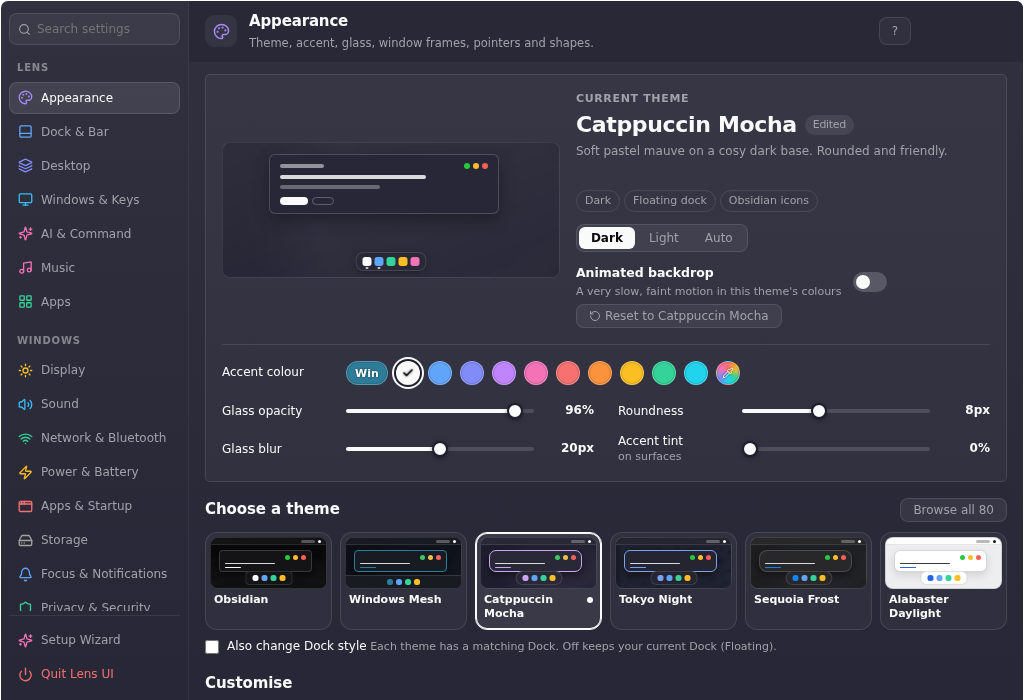 Search settings
LENS
Appearance
Dock & Bar
Desktop
Windows & Keys
AI & Command
Music
Apps
WINDOWS
Display
Sound
Network & Bluetooth
Power & Battery
Apps & Startup
Storage
Focus & Notifications
Privacy & Security
Setup Wizard
Quit Lens UI
Appearance
Theme, accent, glass, window frames, pointers and shapes.
?
CURRENT THEME
Catppuccin Mocha Edited
Soft pastel mauve on a cosy dark base. Rounded and friendly.
Dark Floating dock Obsidian icons
Dark Light Auto
Animated backdrop
A very slow, faint motion in this theme's colours
Reset to Catppuccin Mocha
Accent colour Win
Glass opacity 96% Roundness 8px
Glass blur 20px Accent tint 0%
on surfaces
Choose a theme Browse all 80
Obsidian
Windows Mesh
Catppuccin
Mocha
Tokyo Night
Sequoia Frost
Alabaster
Daylight
Also change Dock style Each theme has a matching Dock. Off keeps your current Dock (Floating).
Customise